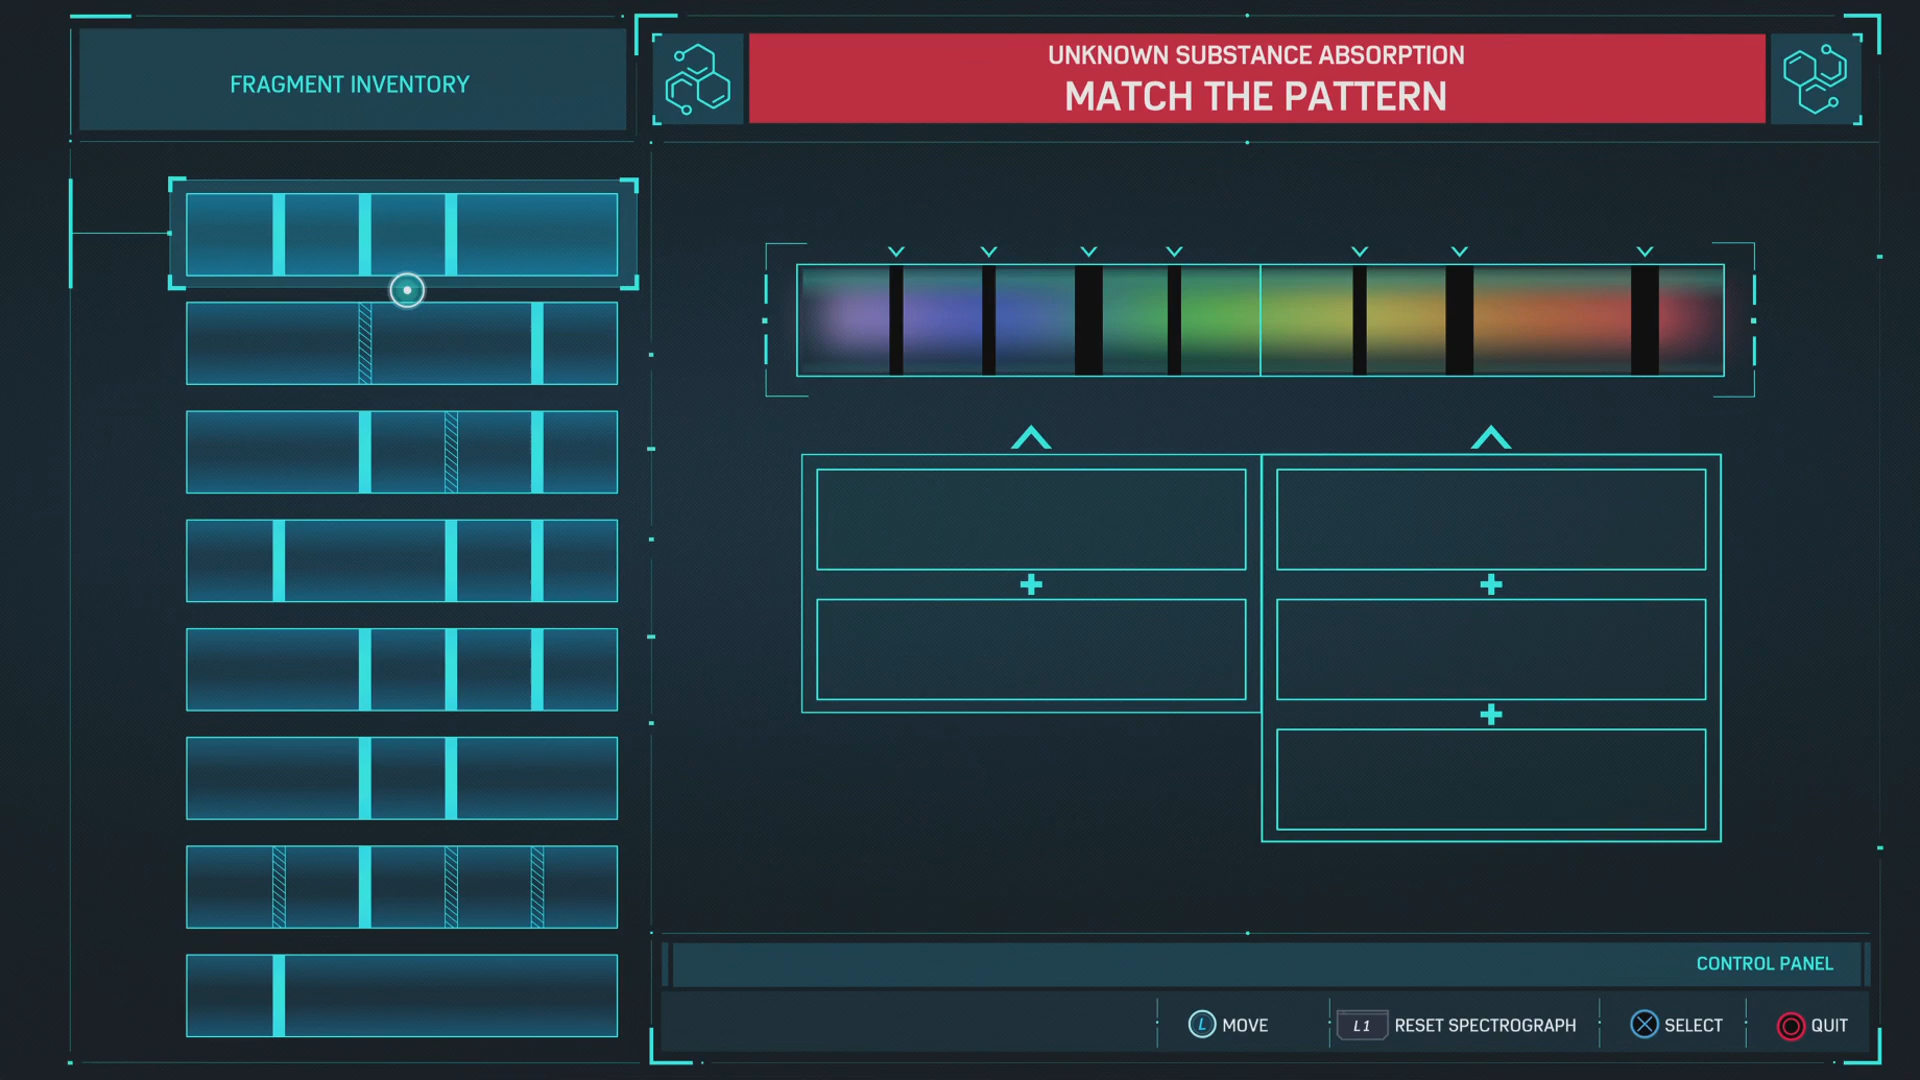 FRAGMENT INVENTORY
UNKNOWN SUBSTANCE ABSORPTION
MATCH THE PATTERN
CONTROL PANEL
L MOVE
L1 RESET SPECTROGRAPH
SELECT
QUIT